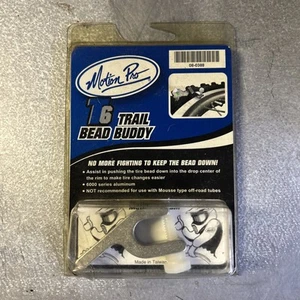 08-0388
Motion Pro
T6 TRAIL
BEAD BUDDY
NO MORE FIGHTING TO KEEP THE BEAD DOWN!
• Assist in pushing the tire bead down into the drop center
of the rim to make tire changes easier!
• 6000 series aluminum
• NOT recommended for use with Mousse type off-road tubes
Made in Taiwan